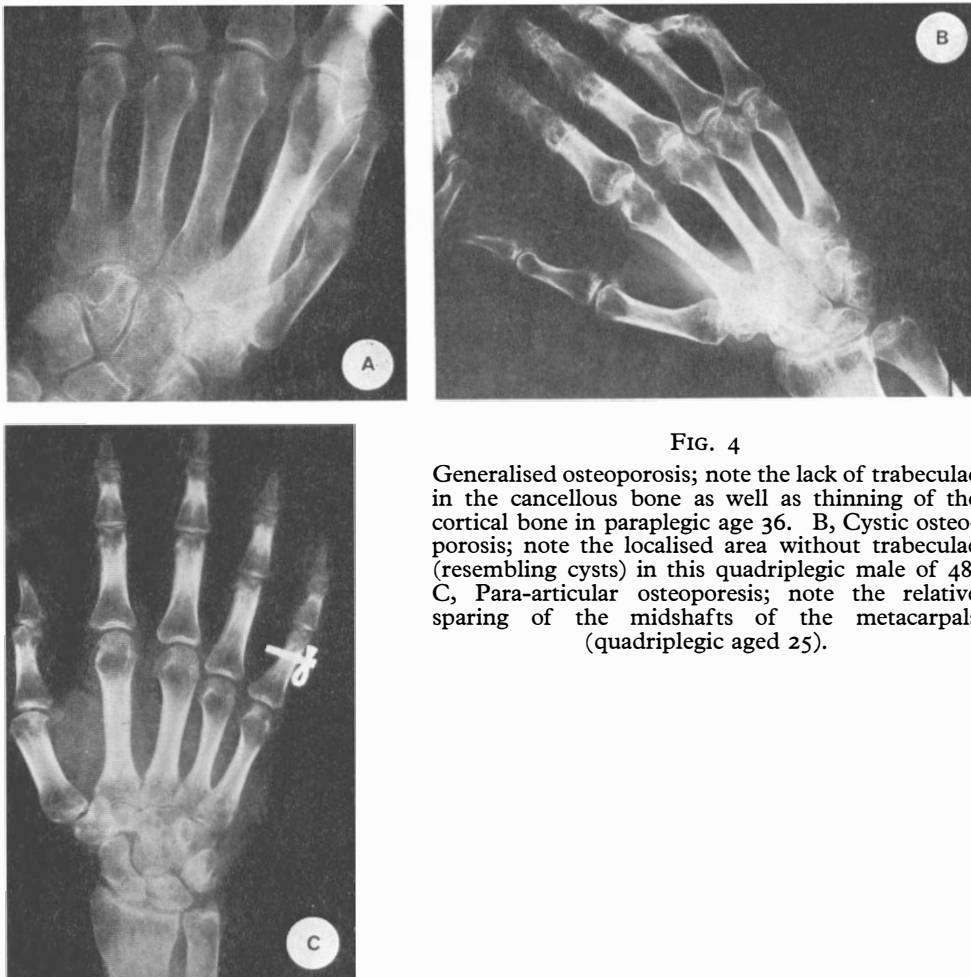 A
B
C
FIG. 4
Generalised osteoporosis; note the lack of trabeculae
in the cancellous bone as well as thinning of the
cortical bone in paraplegic age 36. B, Cystic osteo-
porosis; note the localised area without trabeculae
(resembling cysts) in this quadriplegic male of 48.
C, Para-articular osteoporesis; note the relative
sparing of the midshafts of the metacarpals
(quadriplegic aged 25).